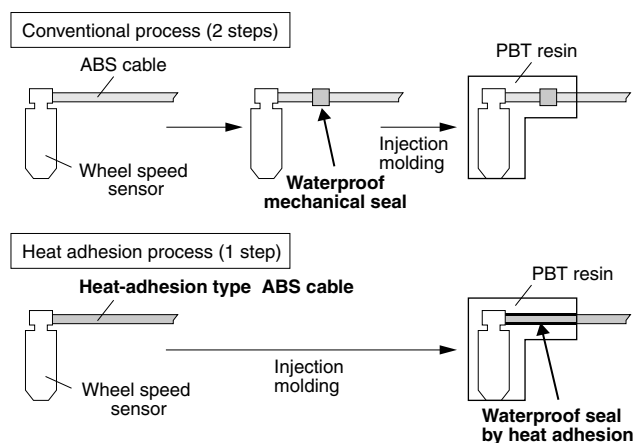 Conventional process (2 steps)
ABS cable
Wheel speed
sensor
Waterproof
mechanical seal
Injection
molding
PBT resin
Heat adhesion process (1 step)
Heat-adhesion type ABS cable
Wheel speed
sensor
Injection
molding
PBT resin
Waterproof seal
by heat adhesion